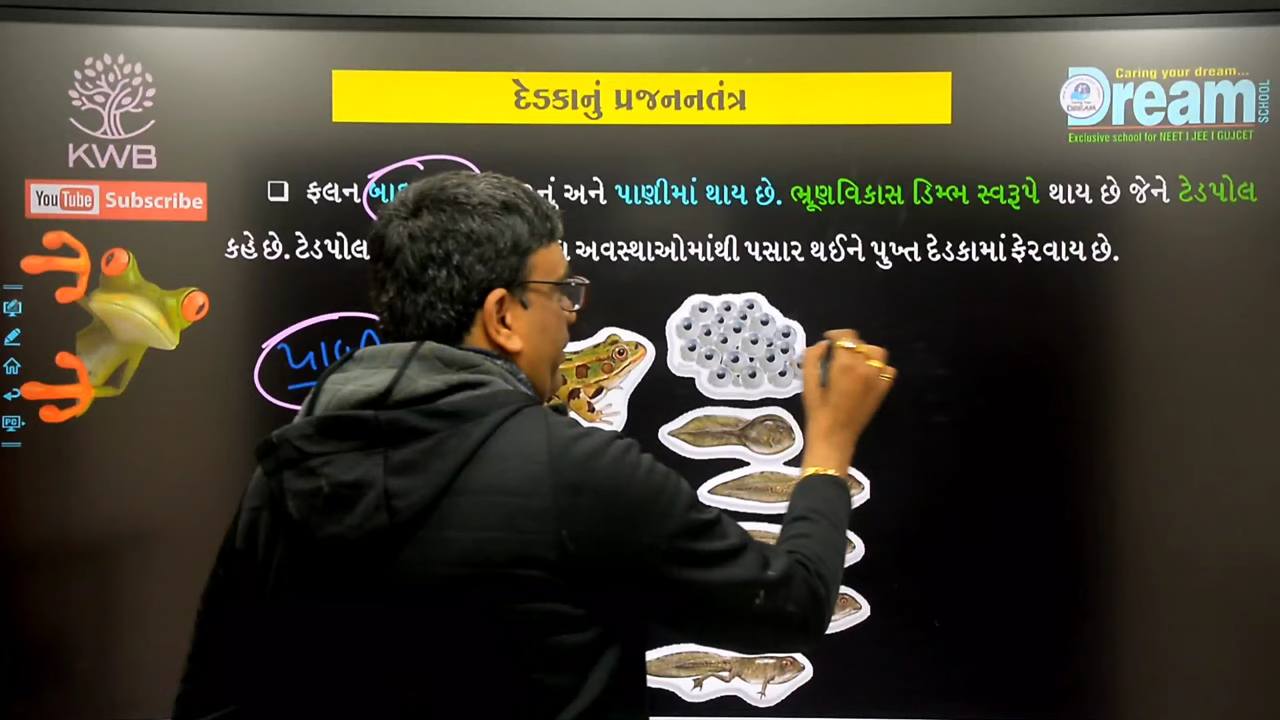 KWB
YouTube Subscribe
Caring your dream...
Dream SCHOOL
Exclusive school for NEET I JEE I GUJCET
દેડકાનું પ્રજનનતંત્ર
ફલન અને પાણીમાં થાય છે. ભ્રૂણવિકાસ ડિમ્ભ સ્વરૂપે થાય છે જેને ટેડપોલ
કહે છે. ટેડપોલ અવસ્થાઓમાંથી પસાર થઈને પુખ્ત દેડકામાં ફેરવાય છે.